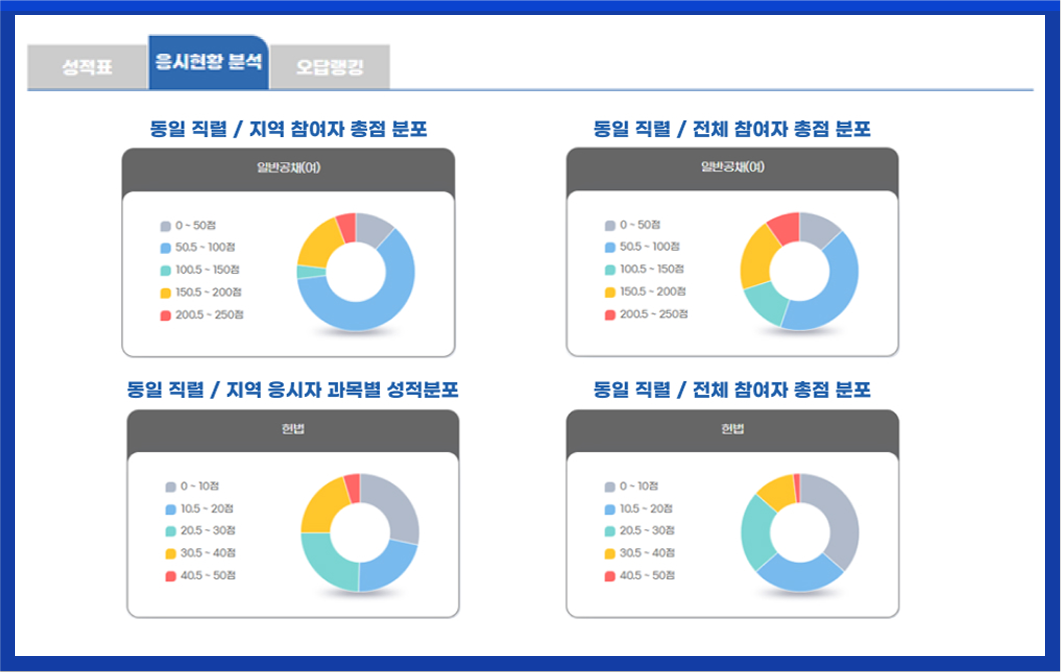 성적표
응시현황 분석
오답랭킹
동일 직렬 / 지역 참여자 총점 분포
일반공채(여)
0 ~ 50점
50.5 ~ 100점
100.5 ~ 150점
150.5 ~ 200점
200.5 ~ 250점
동일 직렬 / 전체 참여자 총점 분포
일반공채(여)
0 ~ 50점
50.5 ~ 100점
100.5 ~ 150점
150.5 ~ 200점
200.5 ~ 250점
동일 직렬 / 지역 응시자 과목별 성적분포
헌법
0 ~ 10점
10.5 ~ 20점
20.5 ~ 30점
30.5 ~ 40점
40.5 ~ 50점
동일 직렬 / 전체 참여자 총점 분포
헌법
0 ~ 10점
10.5 ~ 20점
20.5 ~ 30점
30.5 ~ 40점
40.5 ~ 50점